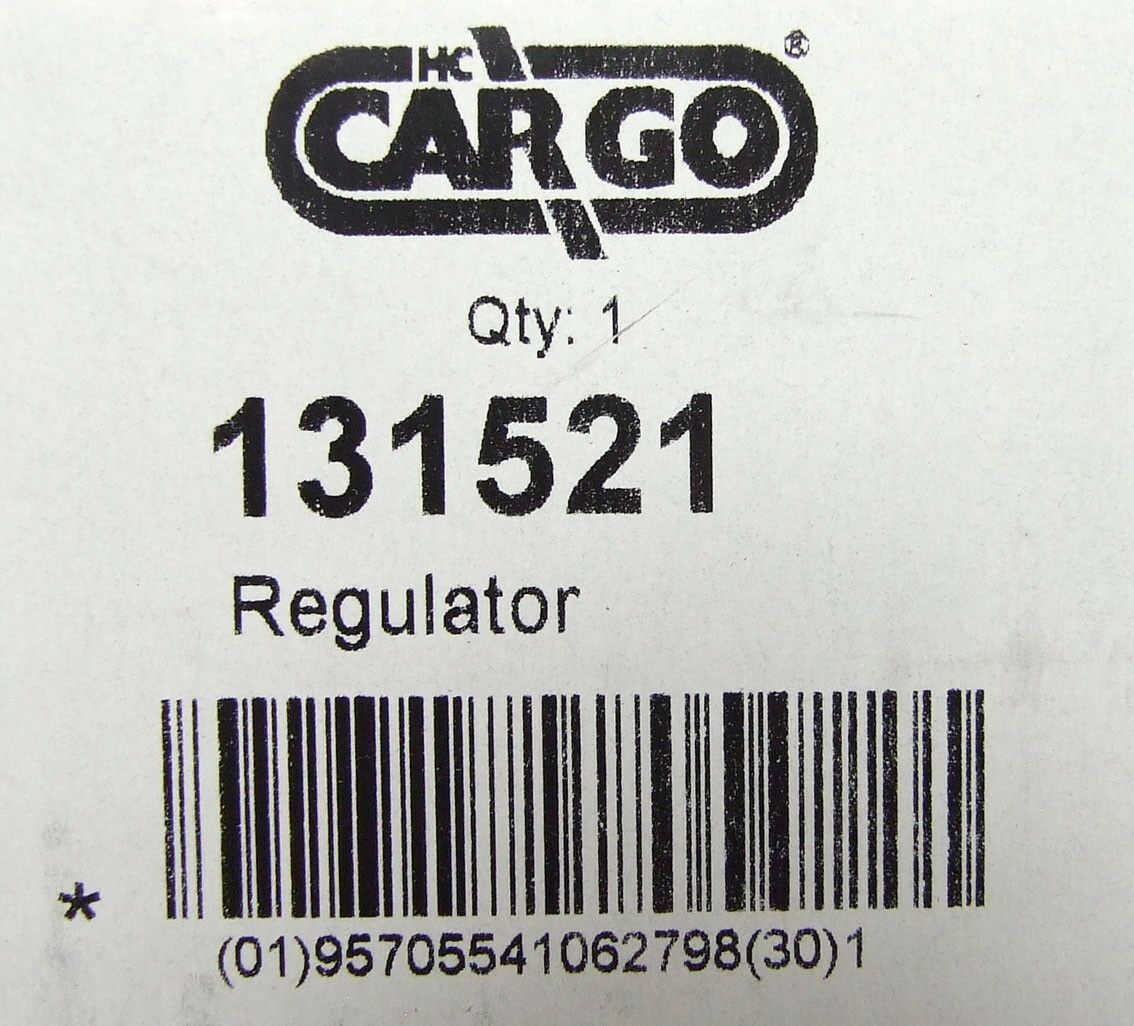 HC
CARGO®
Qty: 1
131521
Regulator
*
(01)95705541062798(30)1